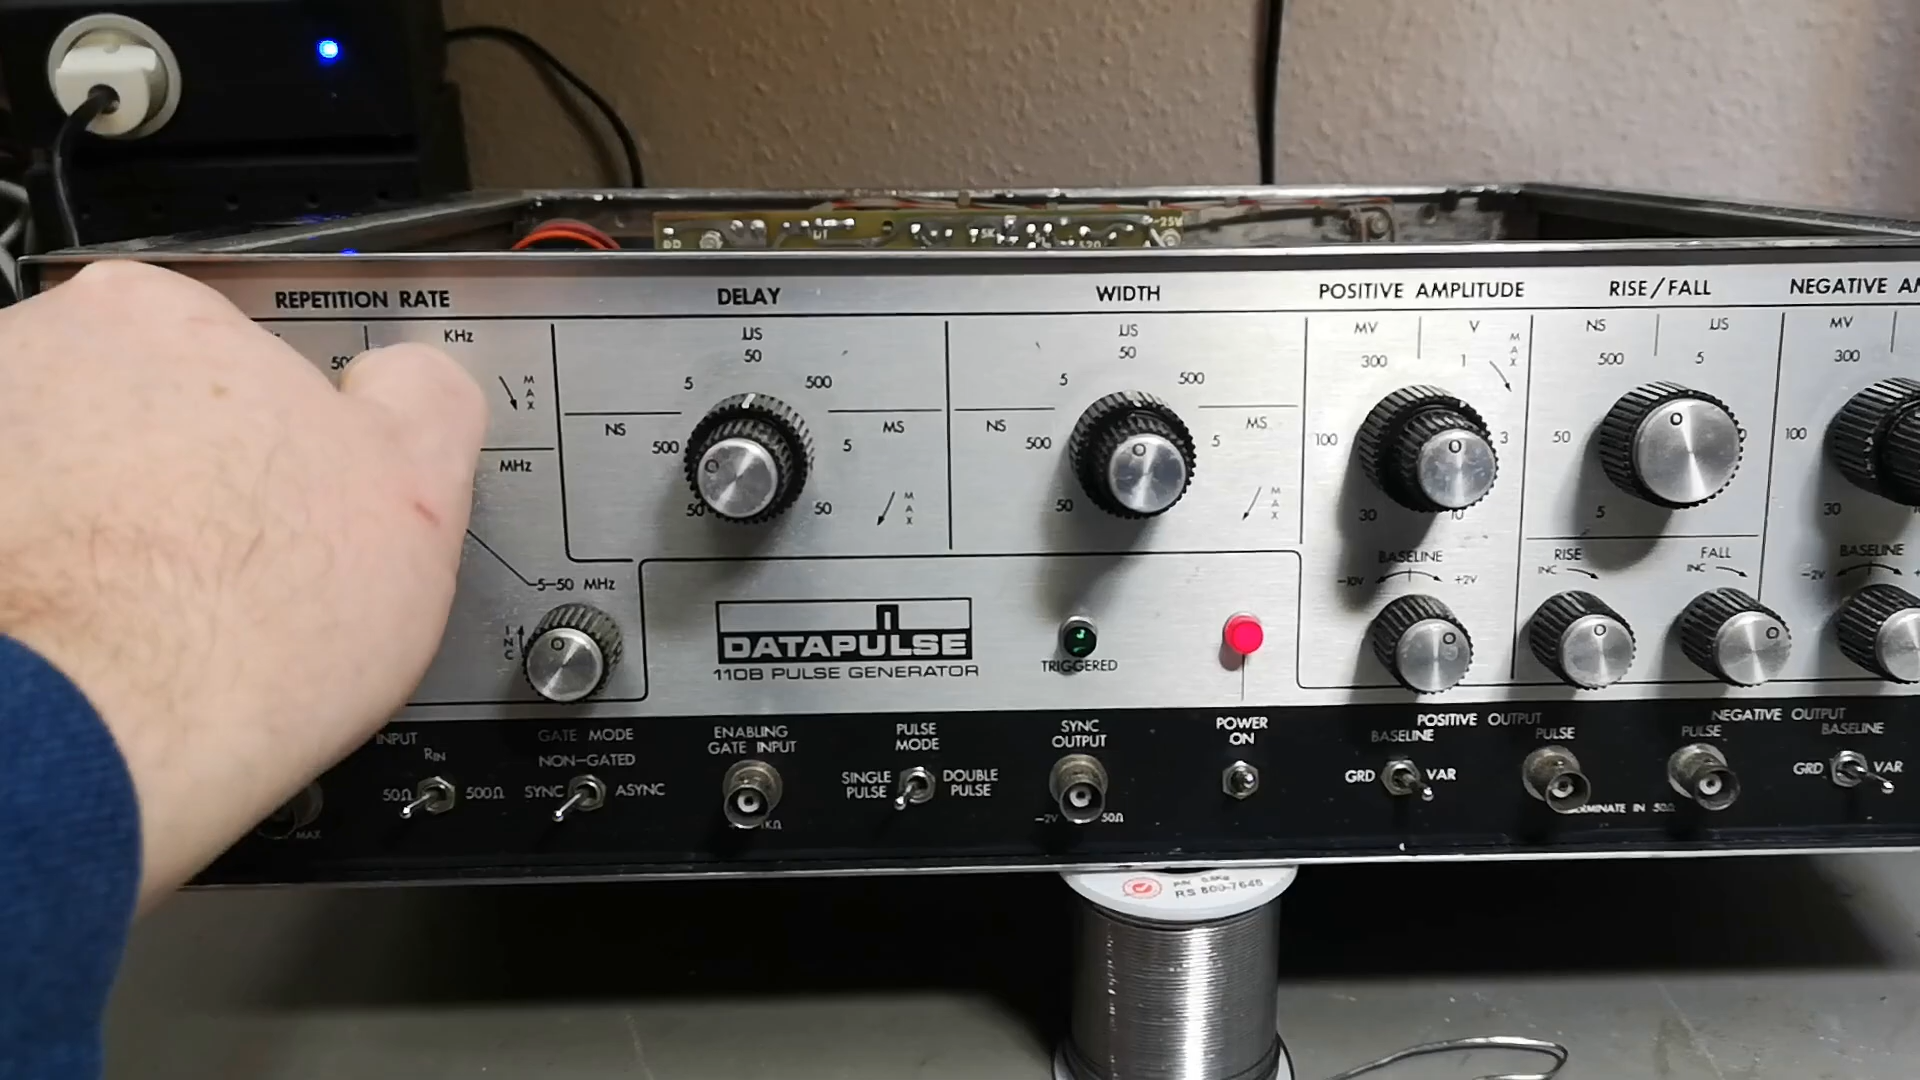 REPETITION RATE
KHz
MAX
MHz
5-50 MHz
INC
DELAY
µS
50
5
500
NS
MS
500
5
50
50
MAX
WIDTH
µS
50
5
500
NS
MS
500
5
50
MAX
POSITIVE AMPLITUDE
MV
V
300
1
MAX
100
3
30
10
BASELINE
-10V
+2V
RISE/FALL
NS
µS
500
5
50
5
RISE
INC
FALL
INC
NEGATIVE
MV
300
100
30
BASELINE
-2V
DATAPULSE
110B PULSE GENERATOR
TRIGGERED
POWER
ON
INPUT
RIN
50Ω
500Ω
MAX
GATE MODE
NON-GATED
SYNC
ASYNC
ENABLING
GATE INPUT
1KΩ
PULSE
MODE
SINGLE
PULSE
DOUBLE
PULSE
SYNC
OUTPUT
-2V
50Ω
POSITIVE OUTPUT
BASELINE
PULSE
GRD
VAR
NEGATIVE OUTPUT
PULSE
BASELINE
GRD
VAR
IN 50Ω
-25V
RS 800-7645